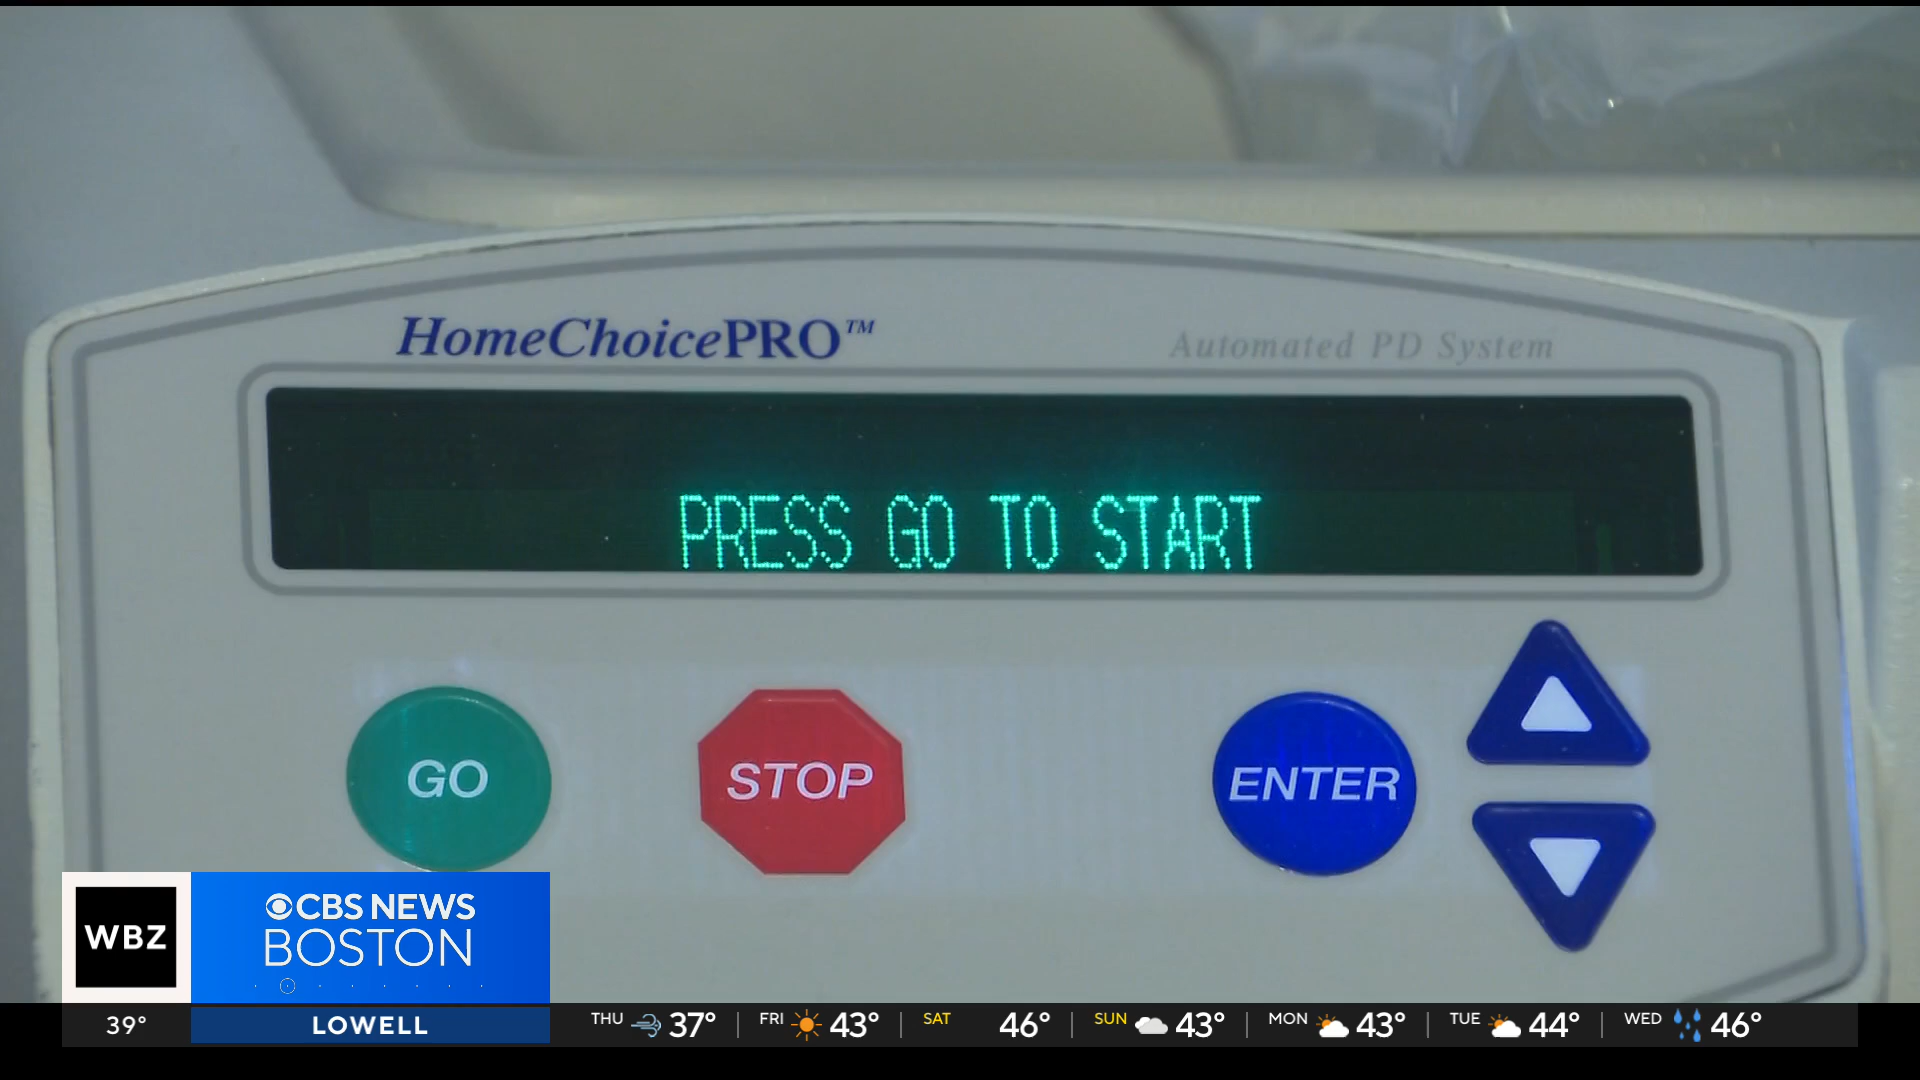 HomeChoicePRO™ Automated PD System
PRESS GO TO START
GO STOP ENTER
WBZ
CBS NEWS
BOSTON
39° LOWELL THU 37° FRI 43° SAT 46° SUN 43° MON 43° TUE 44° WED 46°